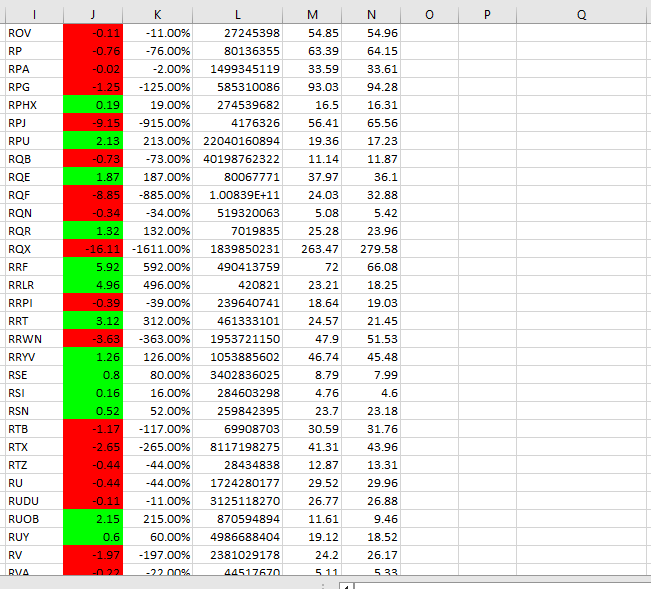 I J K L M N O P Q
ROV -0.11 -11.00% 27245398 54.85 54.96
RP -0.76 -76.00% 80136355 63.39 64.15
RPA -0.02 -2.00% 1499345119 33.59 33.61
RPG -1.25 -125.00% 585310086 93.03 94.28
RPHX 0.19 19.00% 274539682 16.5 16.31
RPJ -9.15 -915.00% 4176326 56.41 65.56
RPU 2.13 213.00% 22040160894 19.36 17.23
RQB -0.73 -73.00% 40198762322 11.14 11.87
RQE 1.87 187.00% 80067771 37.97 36.1
RQF -8.85 -885.00% 1.00839E+11 24.03 32.88
RQN -0.34 -34.00% 519320063 5.08 5.42
RQR 1.32 132.00% 7019835 25.28 23.96
RQX -16.11 -1611.00% 1839850231 263.47 279.58
RRF 5.92 592.00% 490413759 72 66.08
RRLR 4.96 496.00% 420821 23.21 18.25
RRPI -0.39 -39.00% 239640741 18.64 19.03
RRT 3.12 312.00% 461333101 24.57 21.45
RRWN -3.63 -363.00% 1953721150 47.9 51.53
RRYV 1.26 126.00% 1053885602 46.74 45.48
RSE 0.8 80.00% 3402836025 8.79 7.99
RSI 0.16 16.00% 284603298 4.76 4.6
RSN 0.52 52.00% 259842395 23.7 23.18
RTB -1.17 -117.00% 69908703 30.59 31.76
RTX -2.65 -265.00% 8117198275 41.31 43.96
RTZ -0.44 -44.00% 28434838 12.87 13.31
RU -0.44 -44.00% 1724280177 29.52 29.96
RUDU -0.11 -11.00% 3125118270 26.77 26.88
RUOB 2.15 215.00% 870594894 11.61 9.46
RUY 0.6 60.00% 4986688404 19.12 18.52
RV -1.97 -197.00% 2381029178 24.2 26.17
RVA -0.22 -22.00% 44517670 5.11 5.33